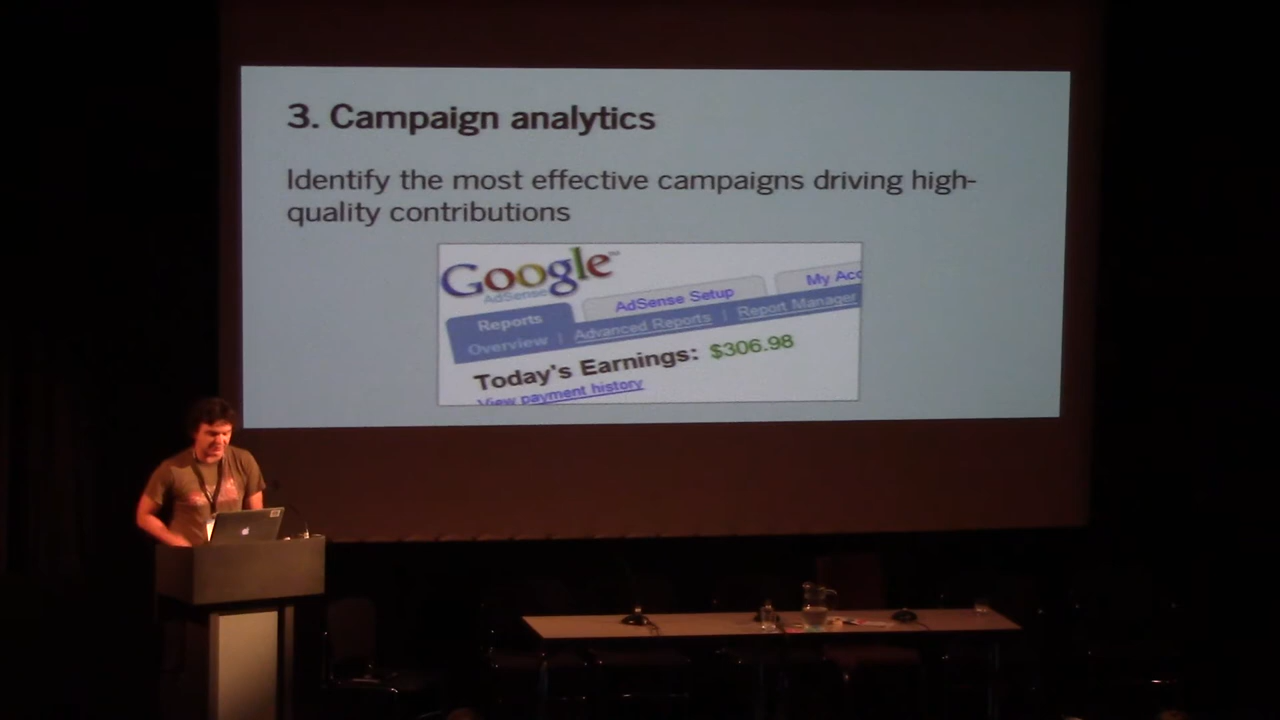 3. Campaign analytics
Identify the most effective campaigns driving high-
quality contributions
Google™
AdSense
Reports
AdSense Setup
My Acc
Overview | Advanced Reports | Report Manager
Today's Earnings: $306.98
View payment history